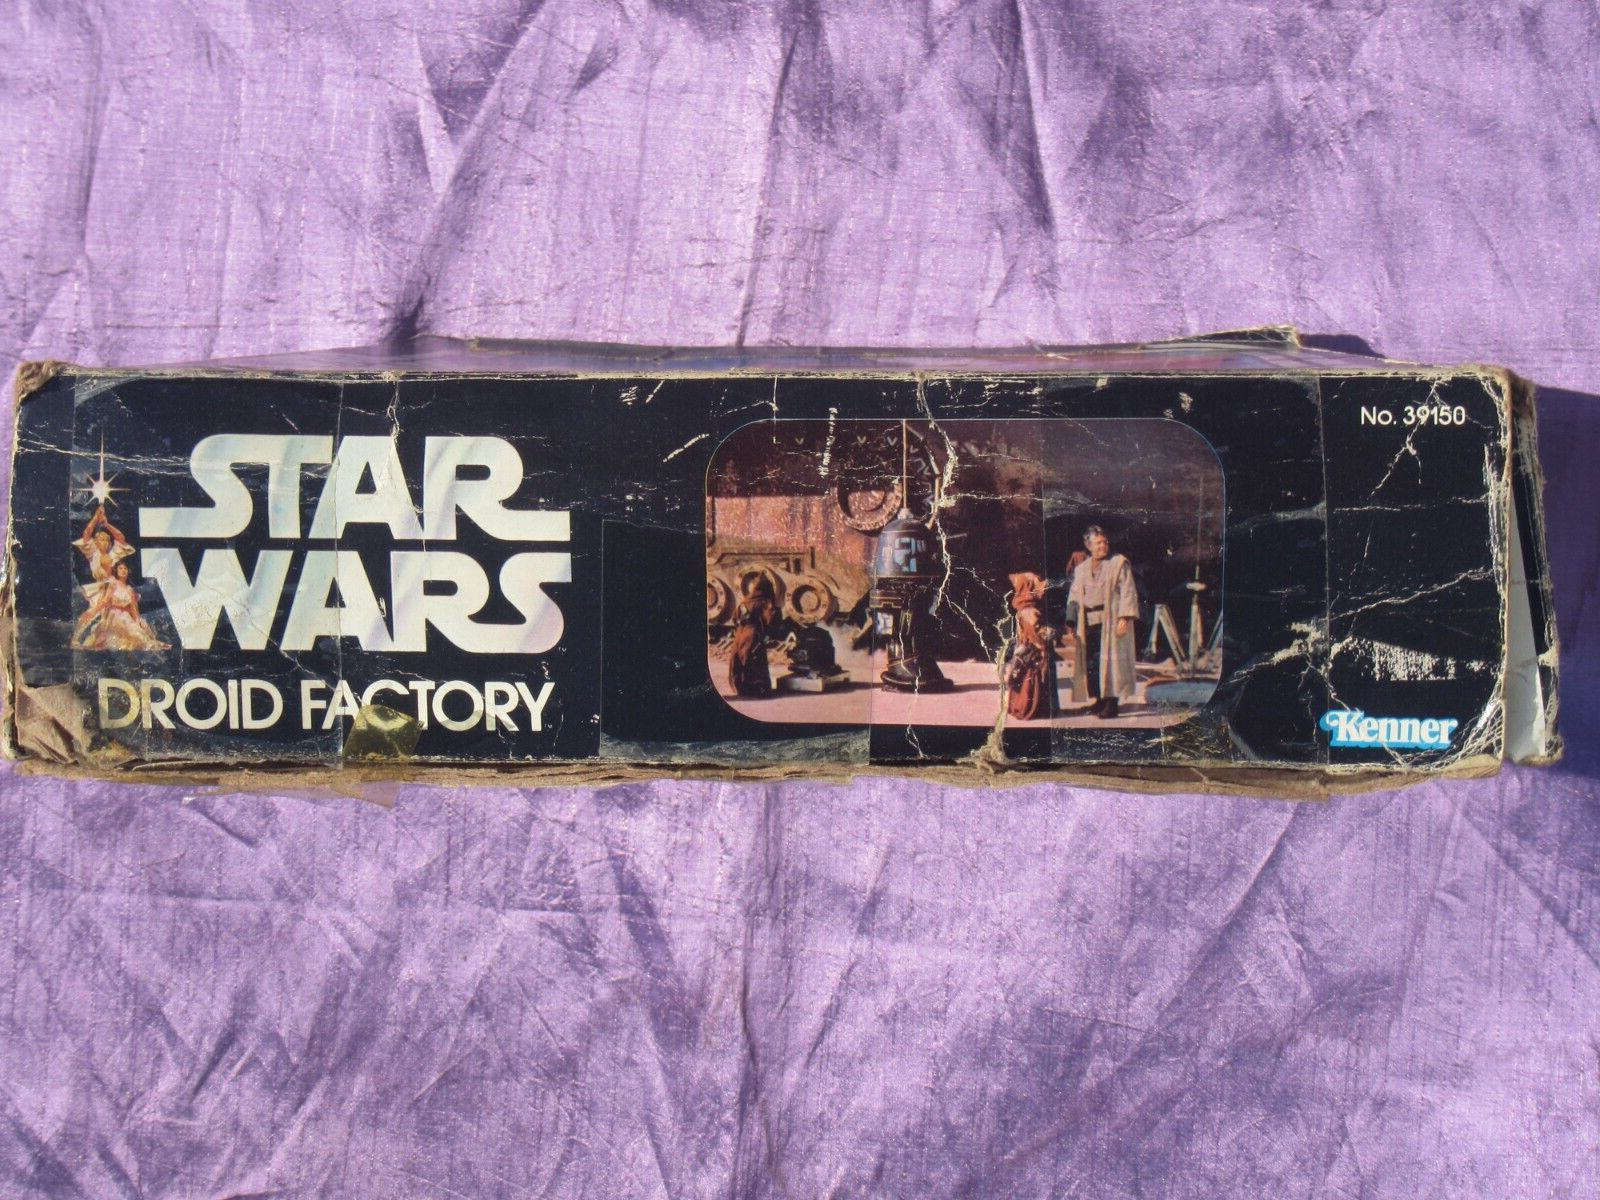 STAR
WARS
DROID FACTORY
No. 39150
Kenner